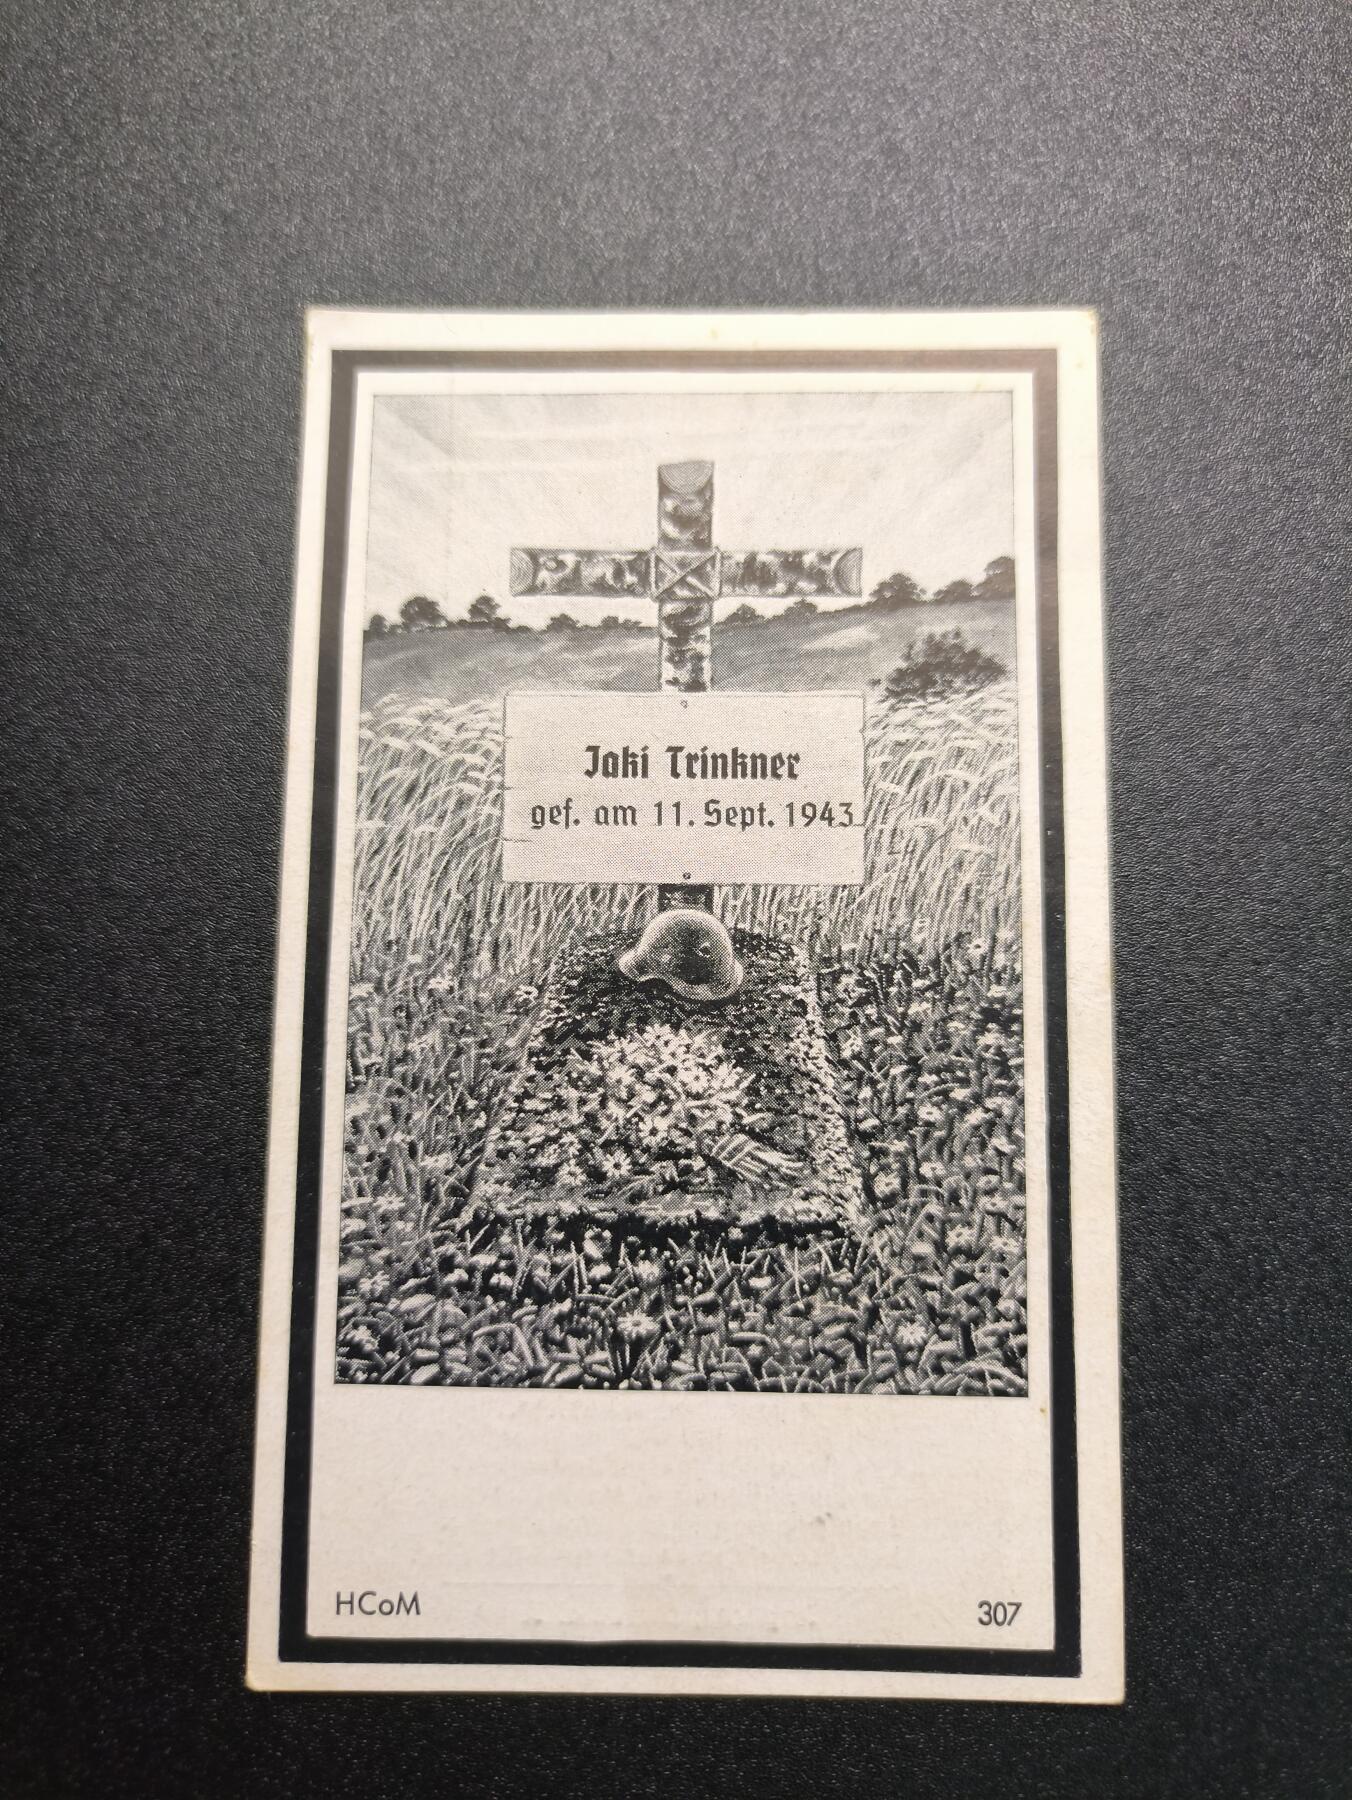 Jaki Trinkner
gef. am 11. Sept. 1943
HCoM
307